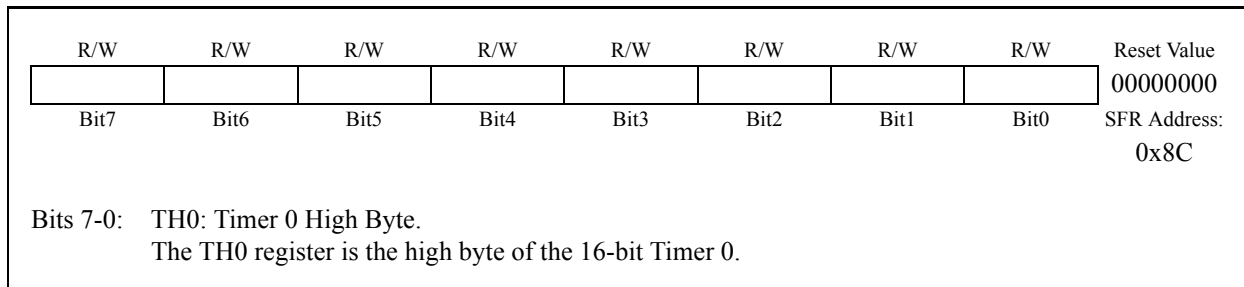 R/W R/W R/W R/W R/W R/W R/W R/W Reset Value
00000000
Bit7 Bit6 Bit5 Bit4 Bit3 Bit2 Bit1 Bit0 SFR Address:
0x8C
Bits 7-0: TH0: Timer 0 High Byte.
The TH0 register is the high byte of the 16-bit Timer 0.